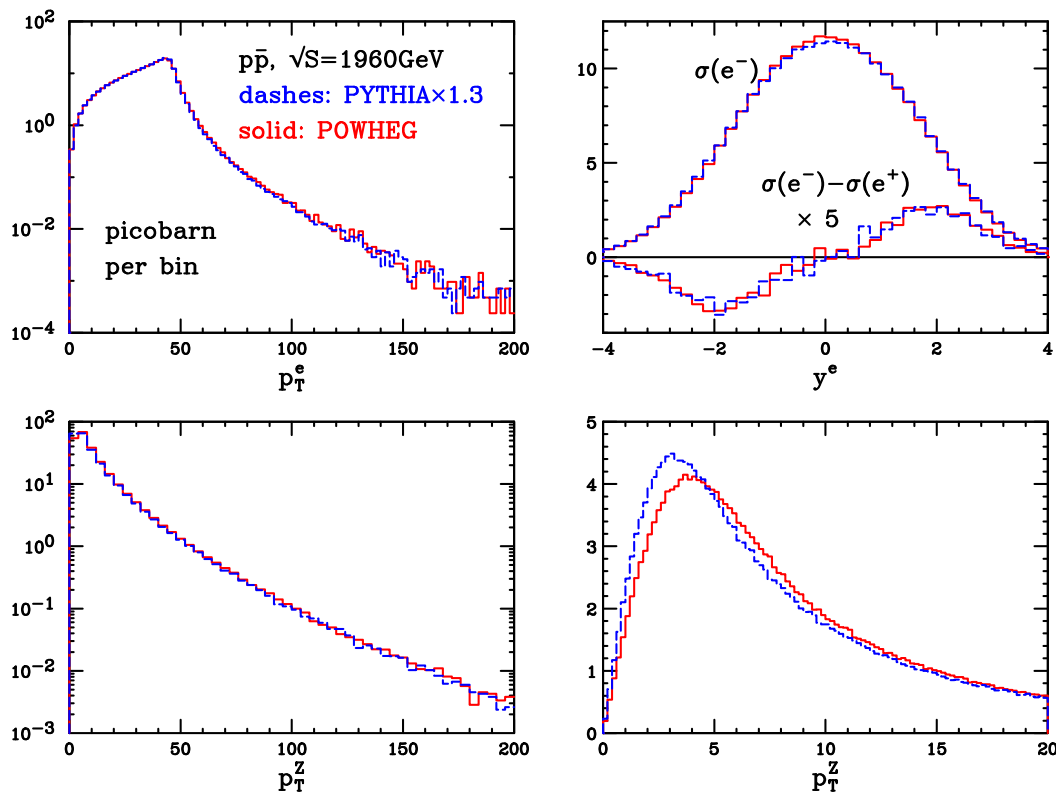 10²
10⁰
10⁻²
10⁻⁴
pp̄, √S=1960GeV
dashes: PYTHIA×1.3
solid: POWHEG
picobarn
per bin
0 50 100 150 200
p_T^e
10
5
0
σ(e⁻)
σ(e⁻)−σ(e⁺)
× 5
−4 −2 0 2 4
y^e
10²
10¹
10⁰
10⁻¹
10⁻²
10⁻³
0 50 100 150 200
p_T^Z
5
4
3
2
1
0
0 5 10 15 20
p_T^Z